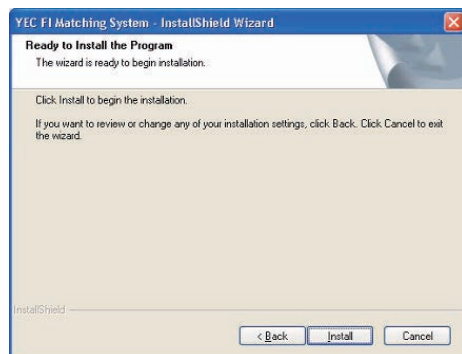 YEC FI Matching System - InstallShield Wizard
Ready to Install the Program
The wizard is ready to begin installation.
Click Install to begin the installation.
If you want to review or change any of your installation settings, click Back. Click Cancel to exit
the wizard.
InstallShield
< Back Install Cancel